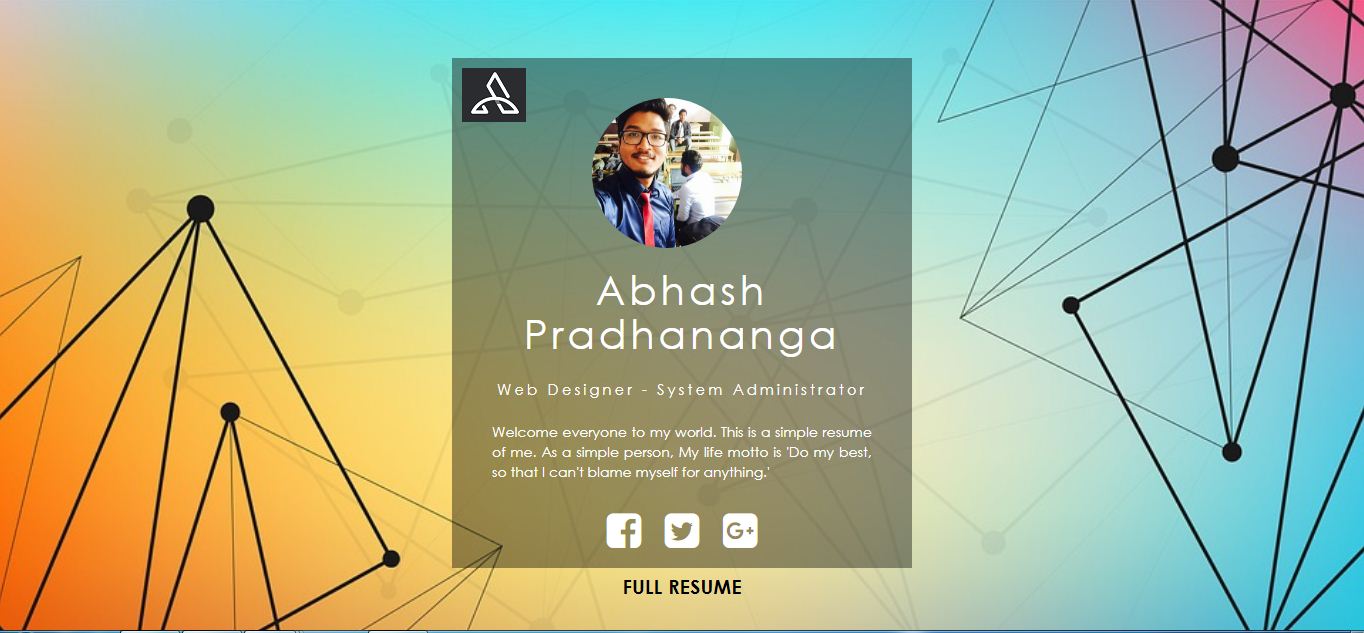 Abhash
Pradhananga
Web Designer - System Administrator
Welcome everyone to my world. This is a simple resume
of me. As a simple person, My life motto is 'Do my best,
so that I can't blame myself for anything.'
G+
FULL RESUME